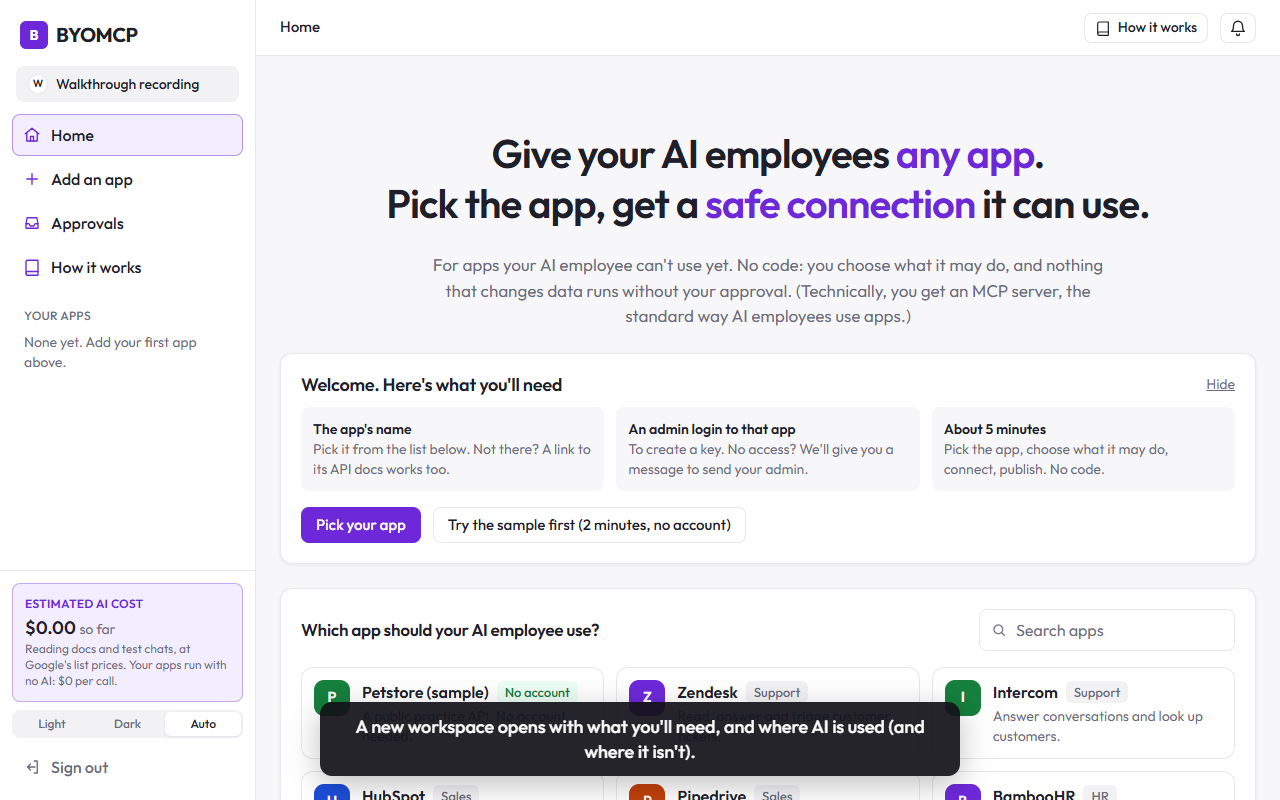 B BYOMCP
W Walkthrough recording
Home
Add an app
Approvals
How it works
YOUR APPS
None yet. Add your first app
above.
ESTIMATED AI COST
$0.00 so far
Reading docs and test chats, at
Google's list prices. Your apps run with
no AI: $0 per call.
Light Dark Auto
Sign out
Home
How it works
Give your AI employees any app.
Pick the app, get a safe connection it can use.
For apps your AI employee can't use yet. No code: you choose what it may do, and nothing
that changes data runs without your approval. (Technically, you get an MCP server, the
standard way AI employees use apps.)
Welcome. Here's what you'll need
Hide
The app's name
Pick it from the list below. Not there? A link to
its API docs works too.
An admin login to that app
To create a key. No access? We'll give you a
message to send your admin.
About 5 minutes
Pick the app, choose what it may do,
connect, publish. No code.
Pick your app
Try the sample first (2 minutes, no account)
Which app should your AI employee use?
Search apps
P Petstore (sample) No account
A public practice API. No account
Z Zendesk Support
I Intercom Support
Answer conversations and look up
customers.
HubSpot Sales
Pipedrive Sales
BambooHR HR
A new workspace opens with what you'll need, and where AI is used (and
where it isn't).